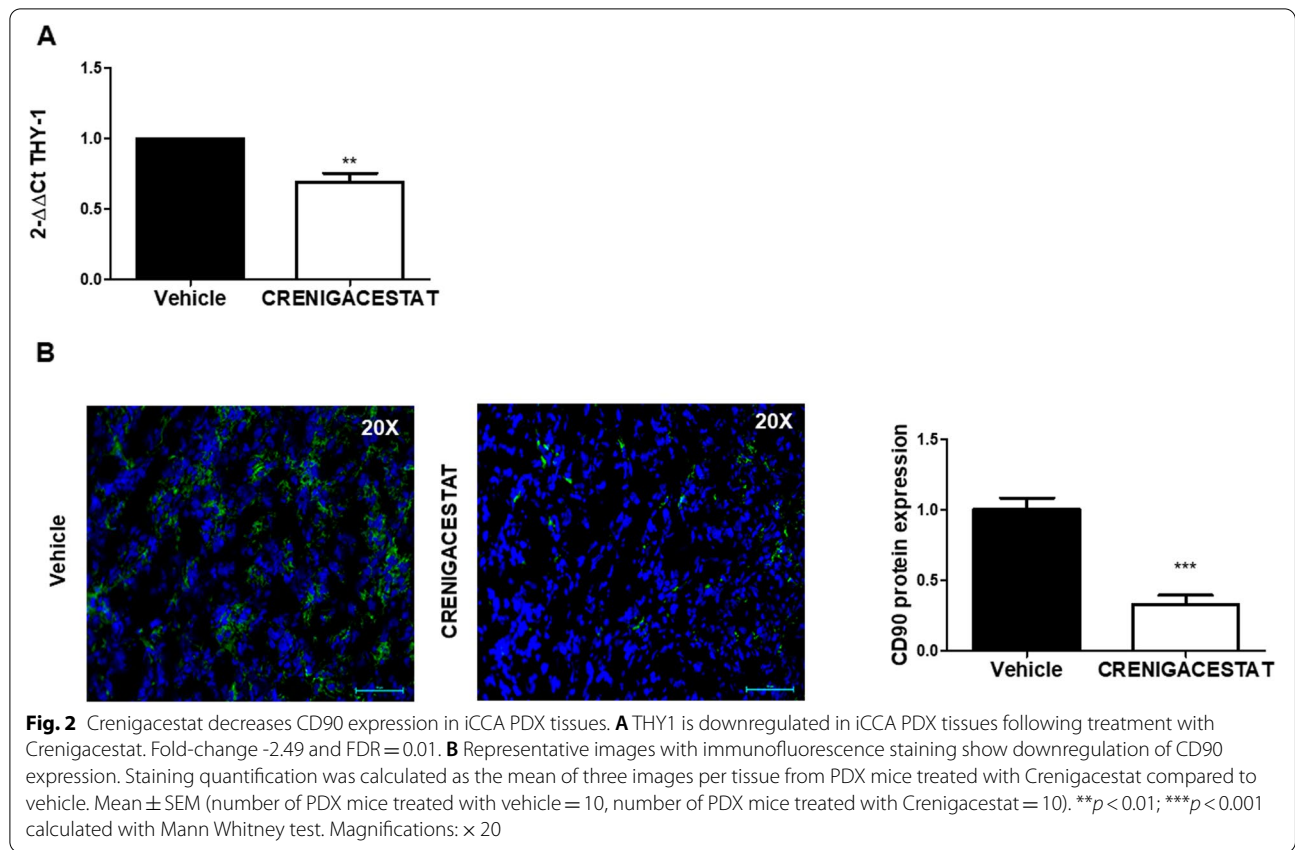 A
2-ΔΔCt THY-1
1.5
1.0
0.5
0.0
**
Vehicle
CRENIGACESTAT
B
Vehicle
20X
CRENIGACESTAT
20X
CD90 protein expression
1.5
1.0
0.5
0.0
***
Vehicle
CRENIGACESTAT
Fig. 2 Crenigacestat decreases CD90 expression in iCCA PDX tissues. A THY1 is downregulated in iCCA PDX tissues following treatment with
Crenigacestat. Fold-change -2.49 and FDR = 0.01. B Representative images with immunofluorescence staining show downregulation of CD90
expression. Staining quantification was calculated as the mean of three images per tissue from PDX mice treated with Crenigacestat compared to
vehicle. Mean ± SEM (number of PDX mice treated with vehicle = 10, number of PDX mice treated with Crenigacestat = 10). **p < 0.01; ***p < 0.001
calculated with Mann Whitney test. Magnifications: × 20